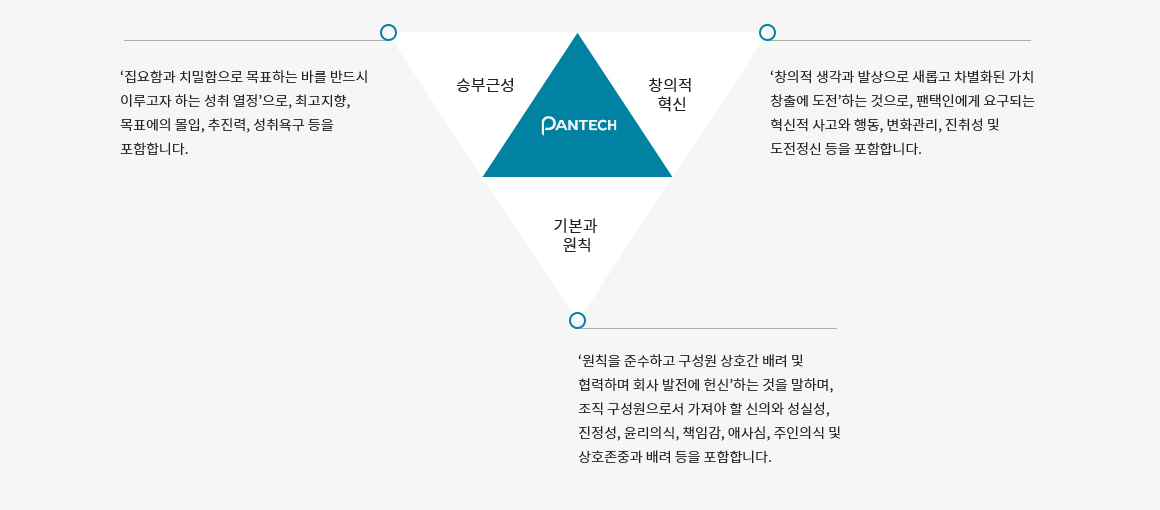 ‘집요함과 치밀함으로 목표하는 바를 반드시
이루고자 하는 성취 열정’으로, 최고지향,
목표에의 몰입, 추진력, 성취욕구 등을
포함합니다.
승부근성
PANTECH
창의적
혁신
‘창의적 생각과 발상으로 새롭고 차별화된 가치
창출에 도전’하는 것으로, 팬택인에게 요구되는
혁신적 사고와 행동, 변화관리, 진취성 및
도전정신 등을 포함합니다.
기본과
원칙
‘원칙을 준수하고 구성원 상호간 배려 및
협력하며 회사 발전에 헌신’하는 것을 말하며,
조직 구성원으로서 가져야 할 신의와 성실성,
진정성, 윤리의식, 책임감, 애사심, 주인의식 및
상호존중과 배려 등을 포함합니다.